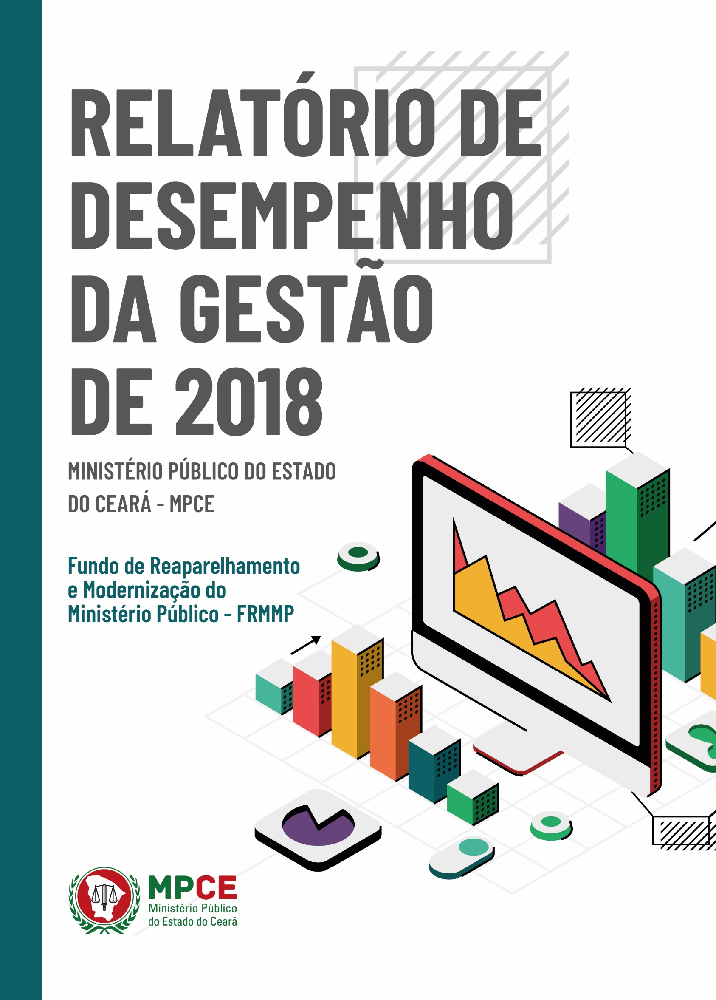 RELATÓRIO DE
DESEMPENHO
DA GESTÃO
DE 2018
MINISTÉRIO PÚBLICO DO ESTADO
DO CEARÁ - MPCE
Fundo de Reaparelhamento
e Modernização do
Ministério Público - FRMMP
MPCE
Ministério Público
do Estado do Ceará